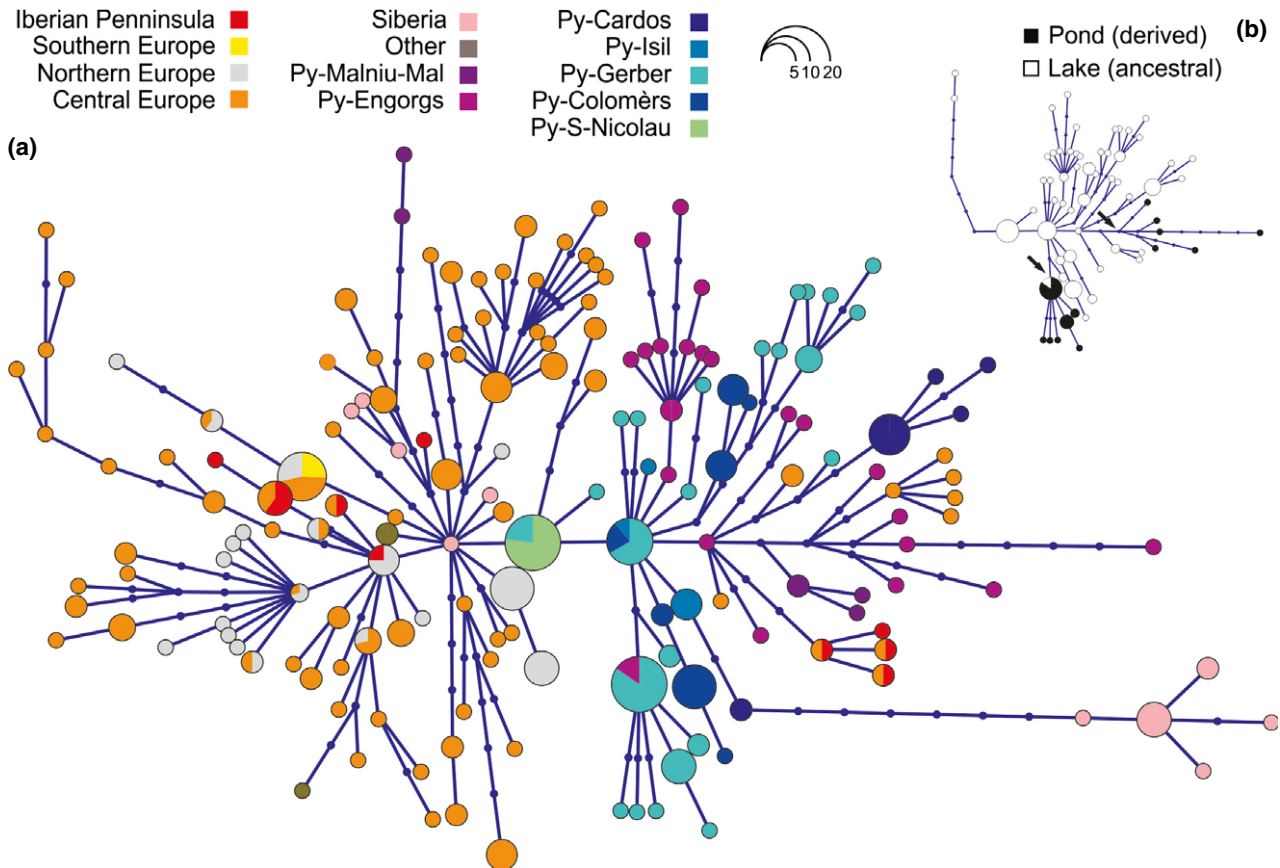 Iberian Penninsula
Southern Europe
Northern Europe
Central Europe
Siberia
Other
Py-Malniu-Mal
Py-Engorgs
Py-Cardos
Py-Isil
Py-Gerber
Py-Colomèrs
Py-S-Nicolau
5 10 20
(b)
Pond (derived)
Lake (ancestral)
(a)